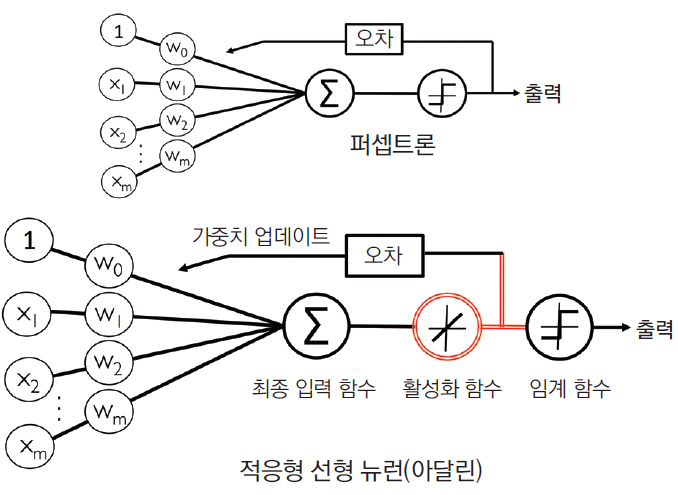 1
w0
오차
x1
w1
Σ
출력
x2
w2
퍼셉트론
⋮
wm
xm
가중치 업데이트
오차
1
w0
x1
w1
Σ
출력
x2
w2
최종 입력 함수
활성화 함수
임계 함수
⋮
wm
xm
적응형 선형 뉴런(아달린)